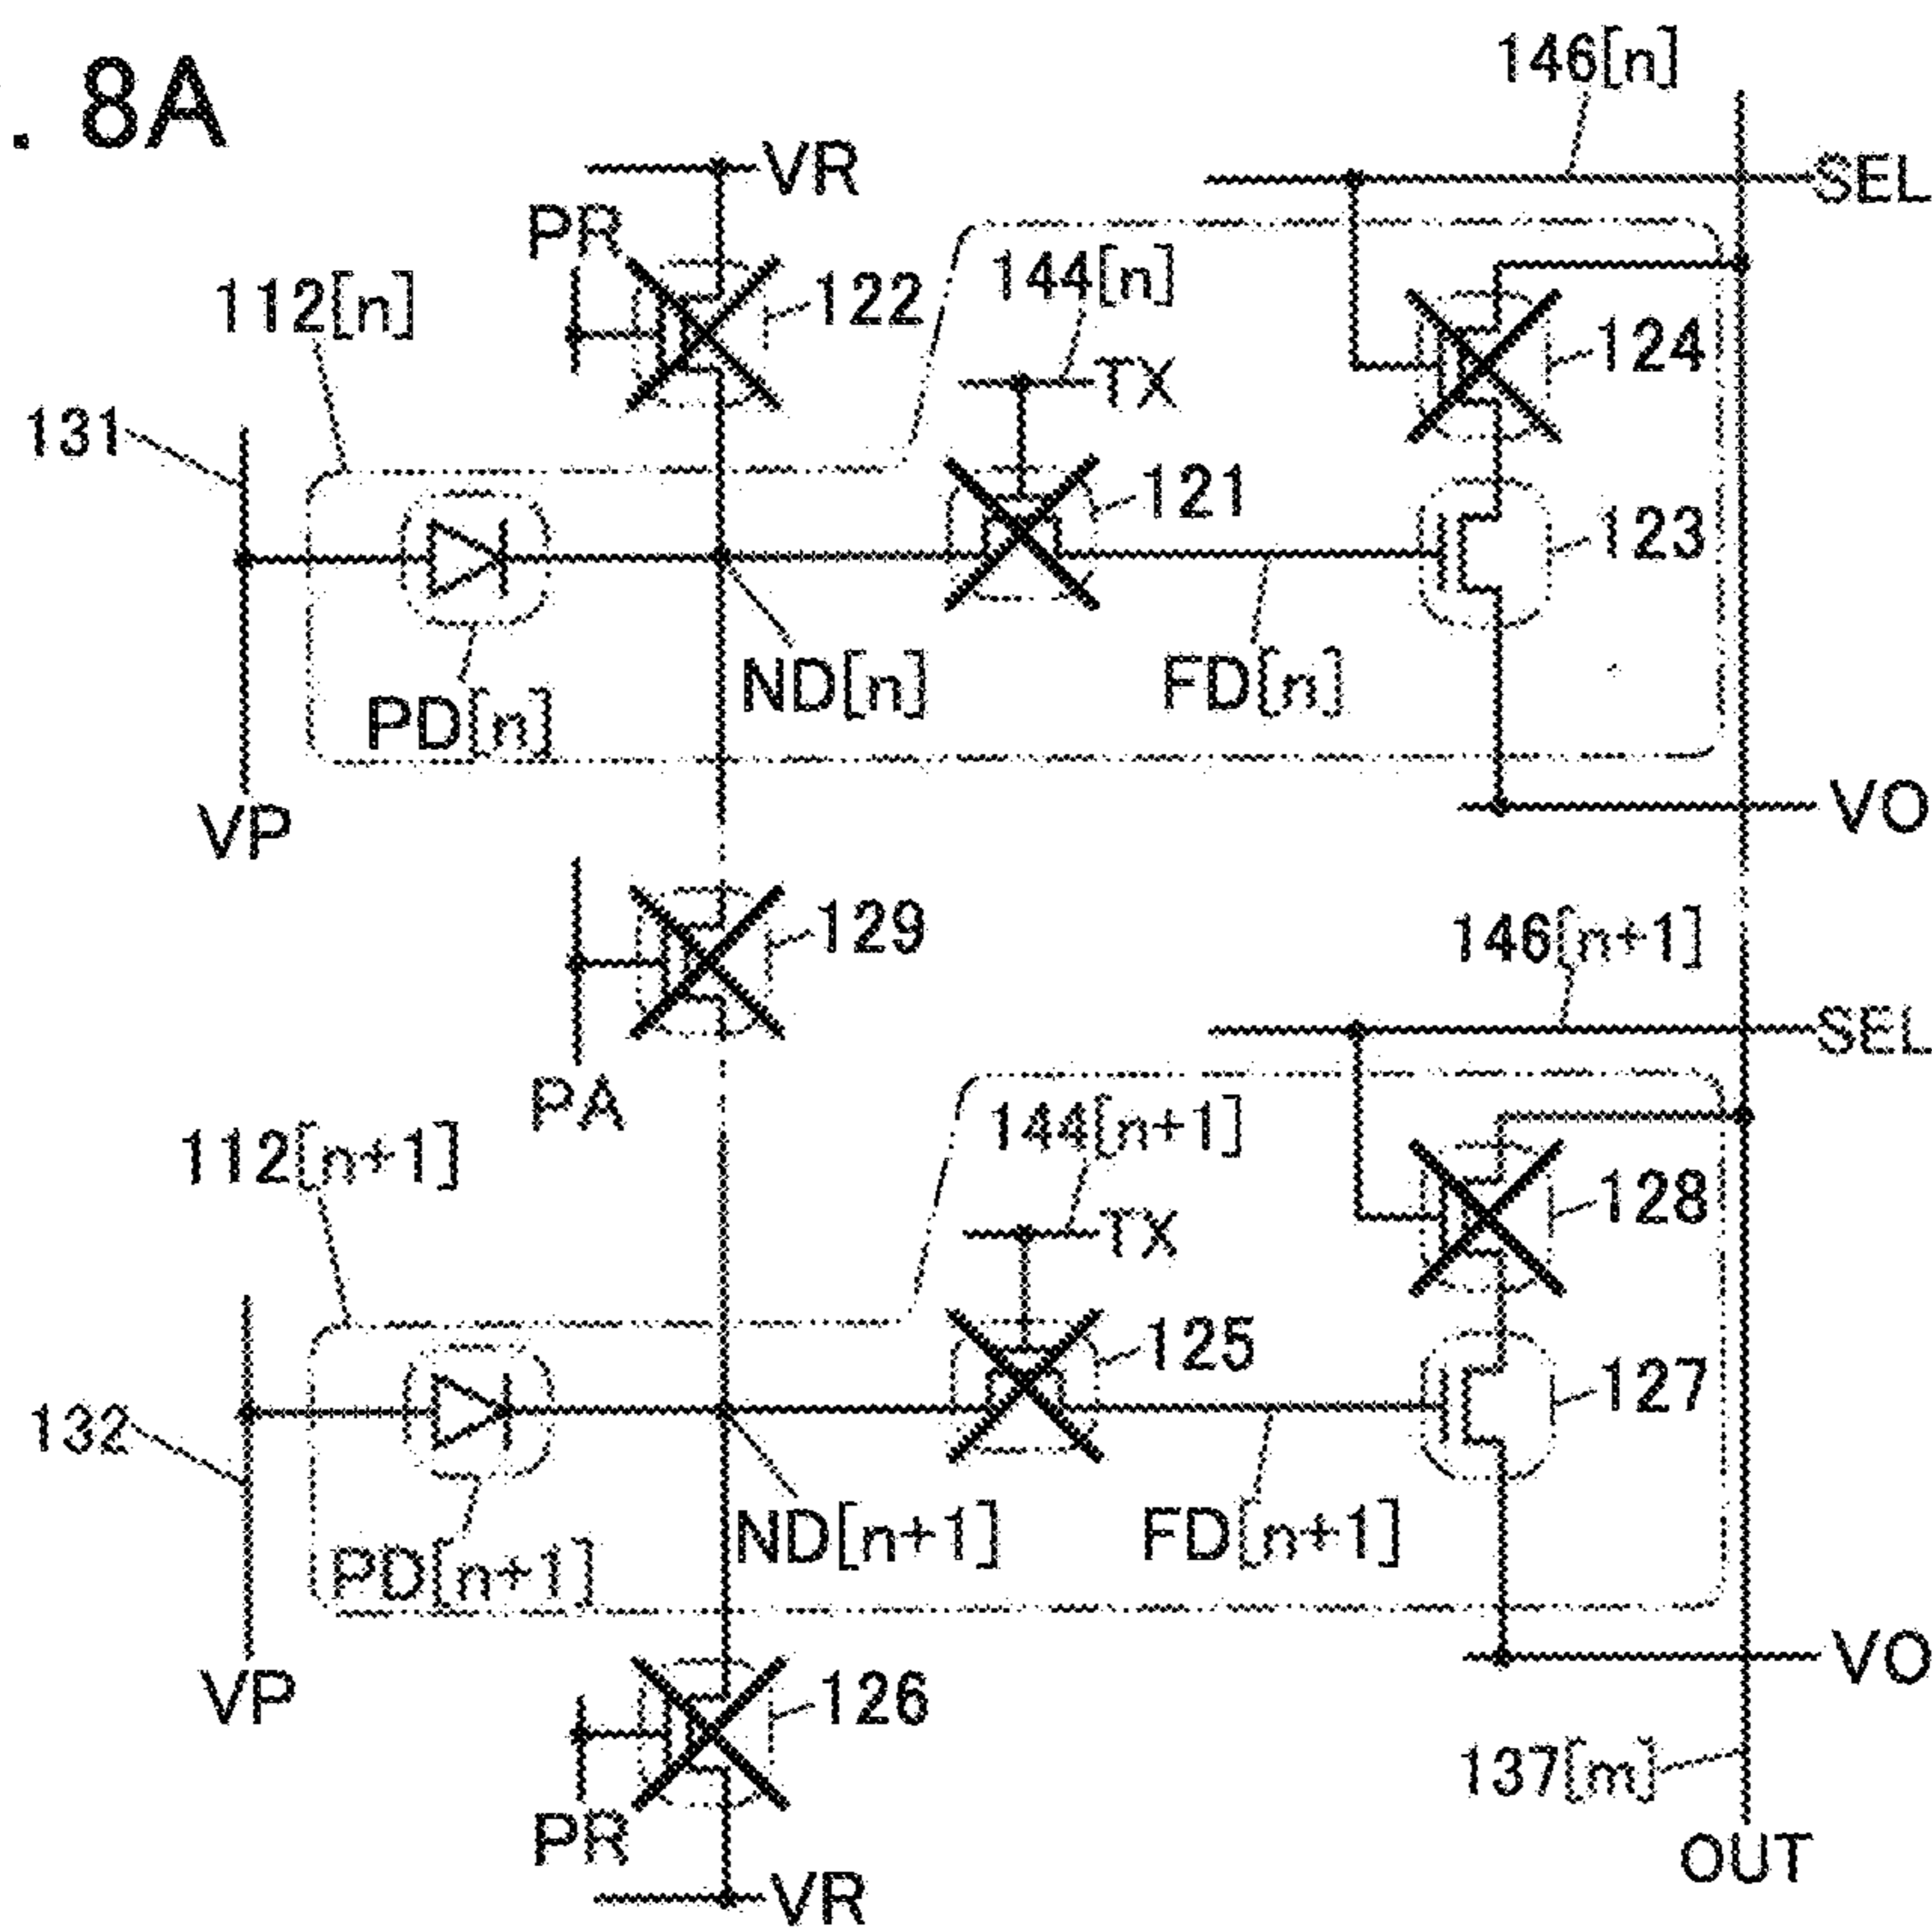 . 8A
146[n]
VR
SEL
PR
122
144[n]
112[n]
124
TX
131
121
123
ND[n]
FD[n]
PD[n]
VP
VO
129
146[n+1]
SEL
PA
144[n+1]
112[n+1]
128
TX
125
127
132
ND[n+1]
FD[n+1]
PD[n+1]
VP
VO
126
137[m]
PR
OUT
VR